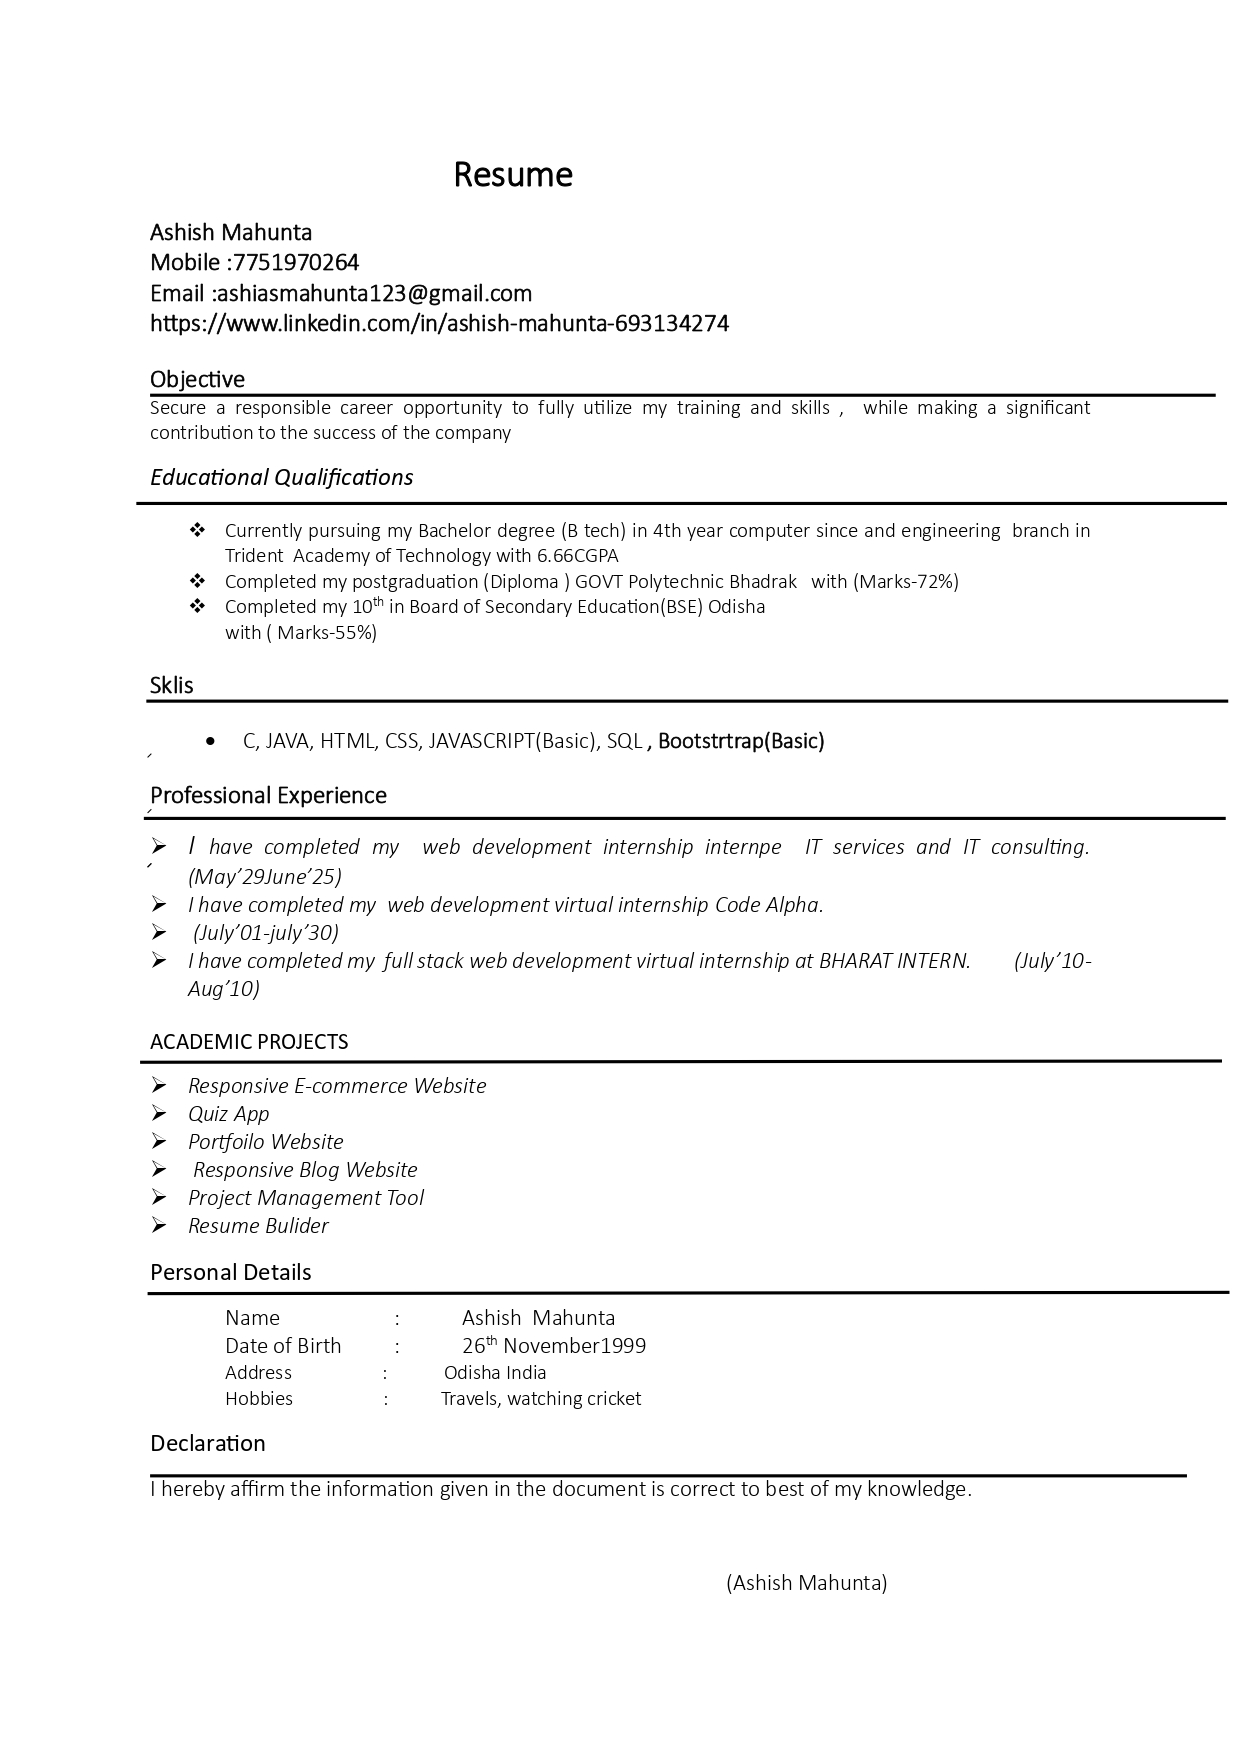 Resume
Ashish Mahunta
Mobile :7751970264
Email :ashiasmahunta123@gmail.com
https://www.linkedin.com/in/ashish-mahunta-693134274
Objective
Secure a responsible career opportunity to fully utilize my training and skills , while making a significant
contribution to the success of the company
Educational Qualifications
❖ Currently pursuing my Bachelor degree (B tech) in 4th year computer since and engineering branch in
Trident Academy of Technology with 6.66CGPA
❖ Completed my postgraduation (Diploma ) GOVT Polytechnic Bhadrak with (Marks-72%)
❖ Completed my 10th in Board of Secondary Education(BSE) Odisha
with ( Marks-55%)
Sklis
• C, JAVA, HTML, CSS, JAVASCRIPT(Basic), SQL , Bootstrtrap(Basic)
Professional Experience
➢ I have completed my web development internship internpe IT services and IT consulting.
(May’29June’25)
➢ I have completed my web development virtual internship Code Alpha.
➢ (July’01-july’30)
➢ I have completed my full stack web development virtual internship at BHARAT INTERN. (July’10-
Aug’10)
ACADEMIC PROJECTS
➢ Responsive E-commerce Website
➢ Quiz App
➢ Portfoilo Website
➢ Responsive Blog Website
➢ Project Management Tool
➢ Resume Bulider
Personal Details
Name : Ashish Mahunta
Date of Birth : 26th November1999
Address : Odisha India
Hobbies : Travels, watching cricket
Declaration
I hereby affirm the information given in the document is correct to best of my knowledge.
(Ashish Mahunta)